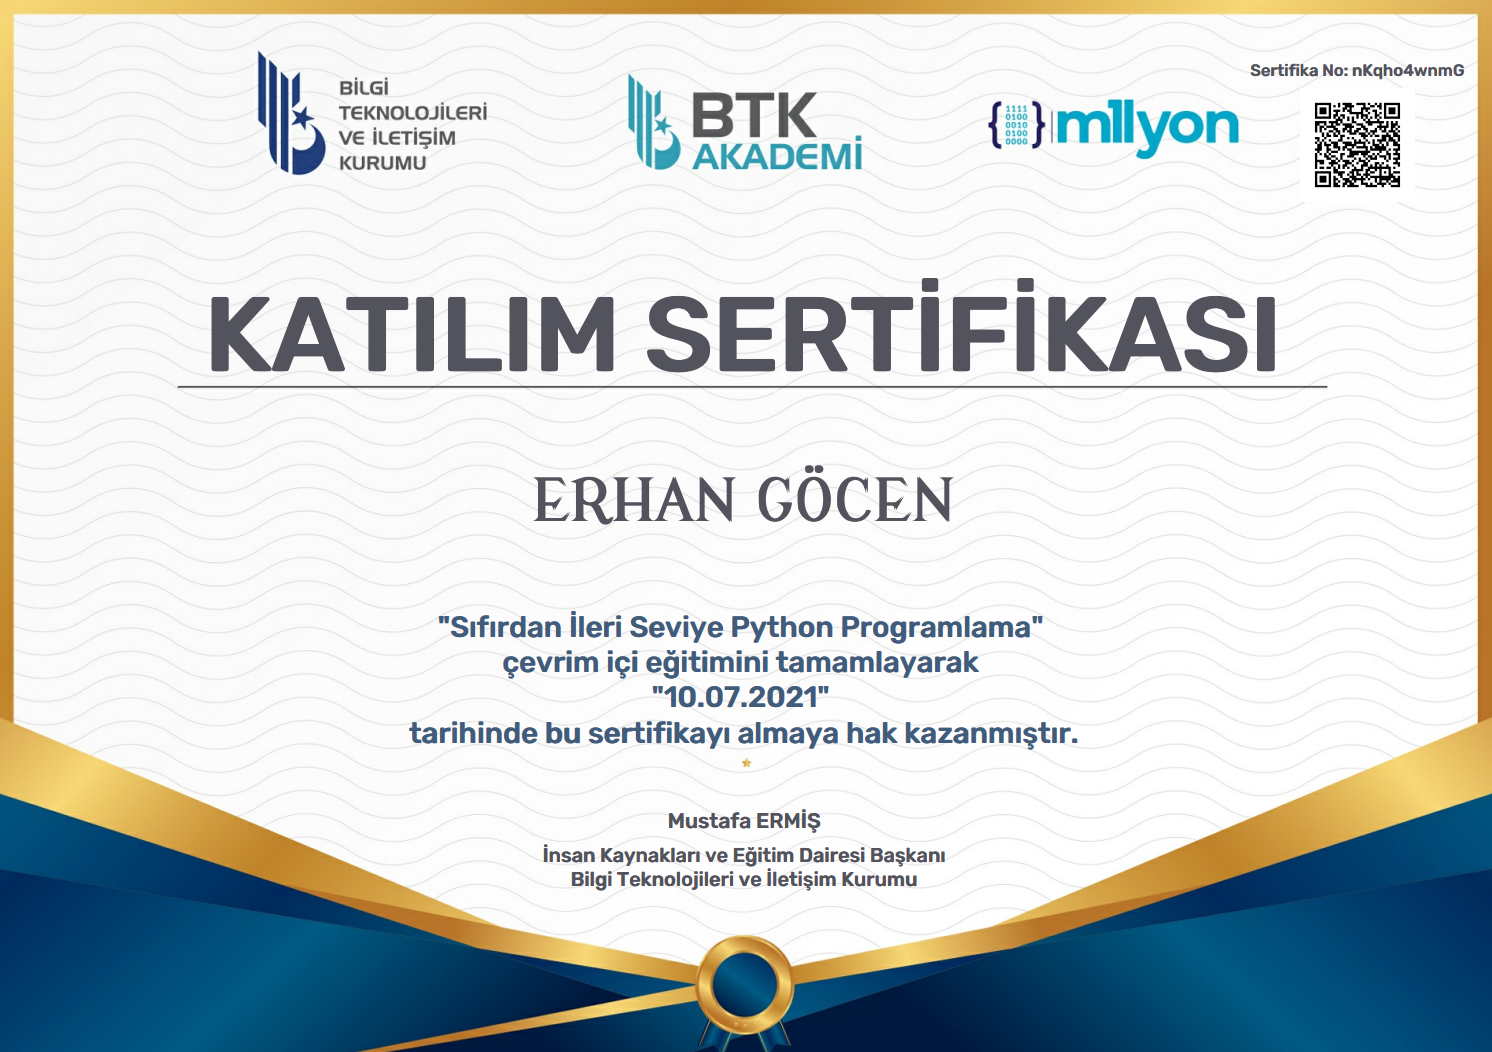 BİLGİ
TEKNOLOJİLERİ
VE İLETİŞİM
KURUMU
BTK
AKADEMİ
1111
0100
0010
0100
0000
m1lyon
Sertifika No: nKqho4wnmG
KATILIM SERTİFİKASI
ERHAN GÖCEN
"Sıfırdan İleri Seviye Python Programlama"
çevrim içi eğitimini tamamlayarak
"10.07.2021"
tarihinde bu sertifikayı almaya hak kazanmıştır.
Mustafa ERMİŞ
İnsan Kaynakları ve Eğitim Dairesi Başkanı
Bilgi Teknolojileri ve İletişim Kurumu